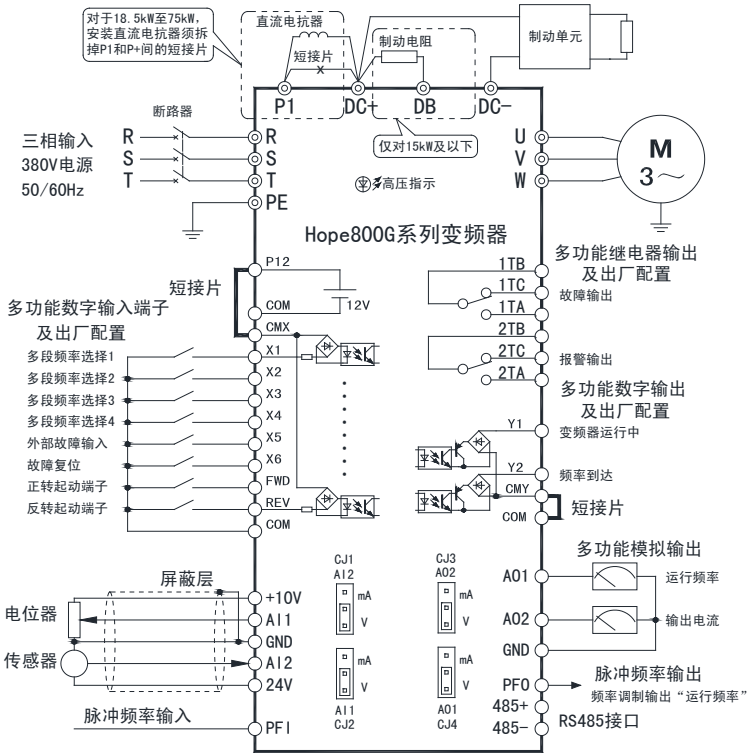 对于18.5kW至75kW,
安装直流电抗器须拆
掉P1和P+间的短接片
直流电抗器
短接片
制动电阻
制动单元
P1
DC+
DB
DC-
仅对15kW及以下
断路器
三相输入
380V电源
50/60Hz
R
S
T
R
S
T
PE
高压指示
U
V
W
M
3~
Hope800G系列变频器
短接片
P12
COM
CMX
12V
多功能数字输入端子
及出厂配置
多段频率选择1
多段频率选择2
多段频率选择3
多段频率选择4
外部故障输入
故障复位
正转起动端子
反转起动端子
X1
X2
X3
X4
X5
X6
FWD
REV
COM
多功能继电器输出
及出厂配置
1TB
1TC
1TA
故障输出
2TB
2TC
2TA
报警输出
多功能数字输出
及出厂配置
Y1
变频器运行中
Y2
频率到达
CMY
COM
短接片
屏蔽层
电位器
传感器
+10V
AI1
GND
AI2
24V
脉冲频率输入
PFI
CJ1
AI2
mA
V
mA
V
AI1
CJ2
CJ3
AO2
mA
V
mA
V
AO1
CJ4
多功能模拟输出
AO1
运行频率
AO2
输出电流
GND
脉冲频率输出
PFO
频率调制输出“运行频率”
485+
485-
RS485接口